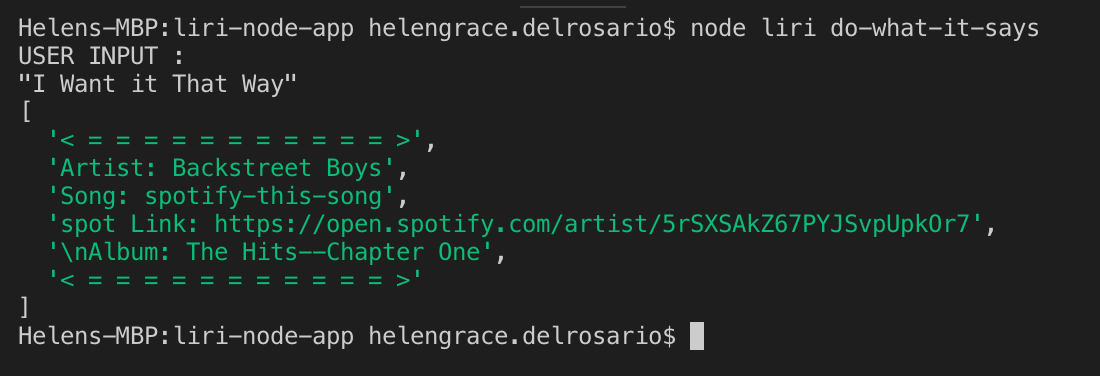 Helens-MBP:liri-node-app helengrace.delrosario$ node liri do-what-it-says
USER INPUT :
"I Want it That Way"
[
  '< = = = = = = = = = = = = >',
  'Artist: Backstreet Boys',
  'Song: spotify-this-song',
  'spot Link: https://open.spotify.com/artist/5rSXSAkZ67PYJSvpUpkOr7',
  '\nAlbum: The Hits--Chapter One',
  '< = = = = = = = = = = = = >'
]
Helens-MBP:liri-node-app helengrace.delrosario$